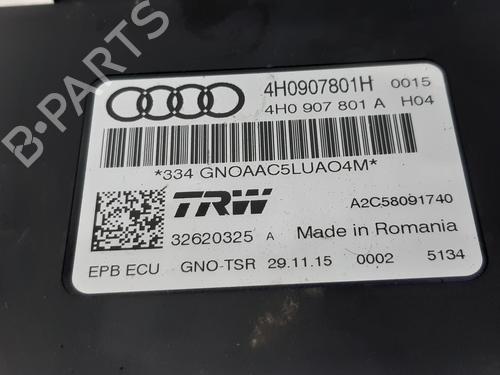 4H0907801H 0015
4H0 907 801 A H04
*334 GNOAAC5LUAO4M*
TRW
A2C58091740
32620325 A Made in Romania
EPB ECU GNO-TSR 29.11.15 0002 5134
B-PARTS